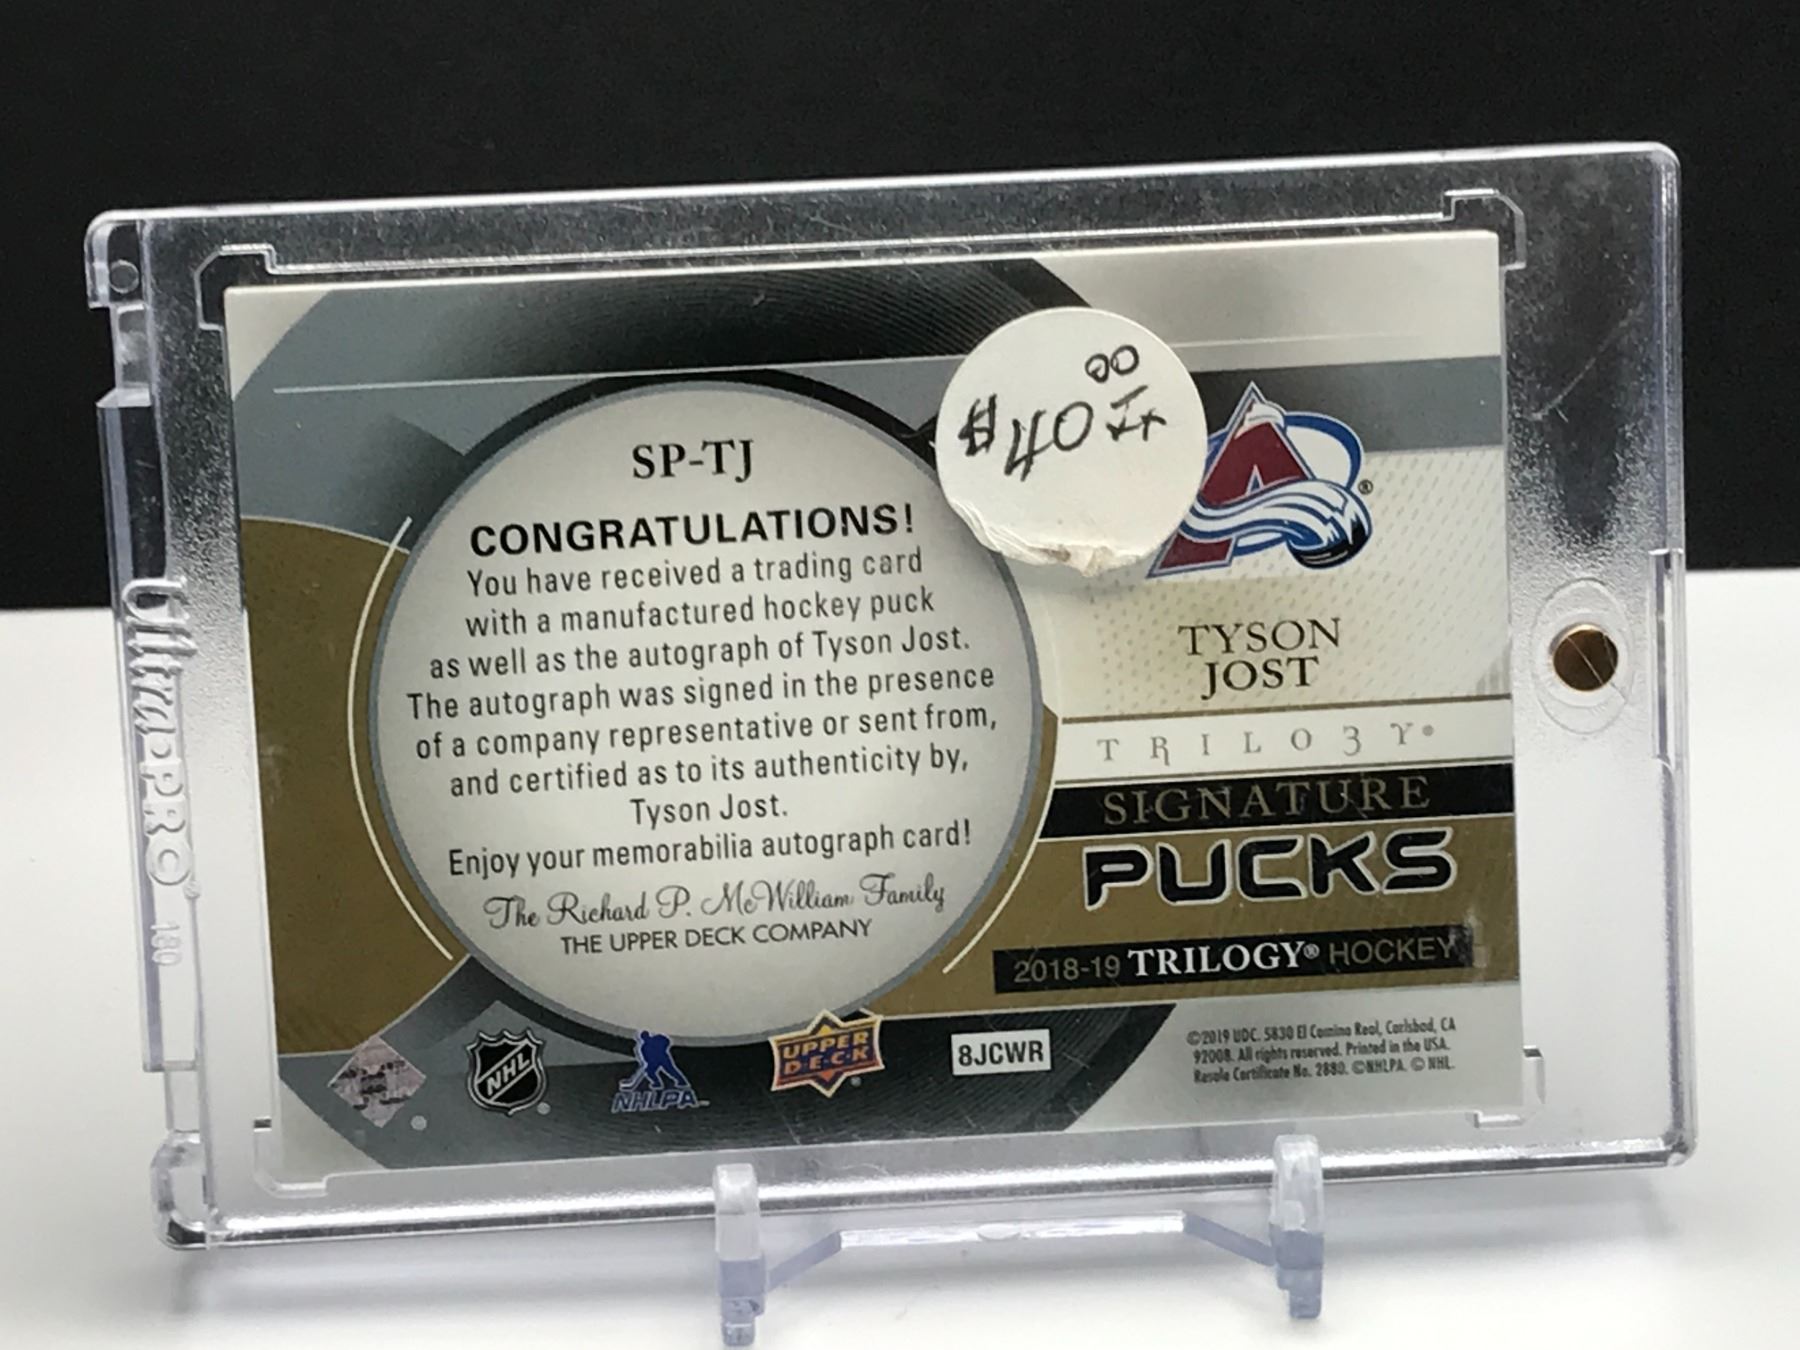 SP-TJ
CONGRATULATIONS!
You have received a trading card
with a manufactured hockey puck
as well as the autograph of Tyson Jost.
The autograph was signed in the presence
of a company representative or sent from,
and certified as to its authenticity by,
Tyson Jost.
Enjoy your memorabilia autograph card!
The Richard P. McWilliam Family
THE UPPER DECK COMPANY
$40 00
A ®
TYSON
JOST
TRILO3Y®
SIGNATURE
PUCKS
2018-19 TRILOGY® HOCKEY
©2019 UDC. 5830 El Camino Real, Carlsbad, CA
92008. All rights reserved. Printed in the USA.
Resale Certificate No. 2880. ©NHLPA. © NHL.
NHL
NHLPA
UPPER
DECK
8JCWR
UltraPRO©
180